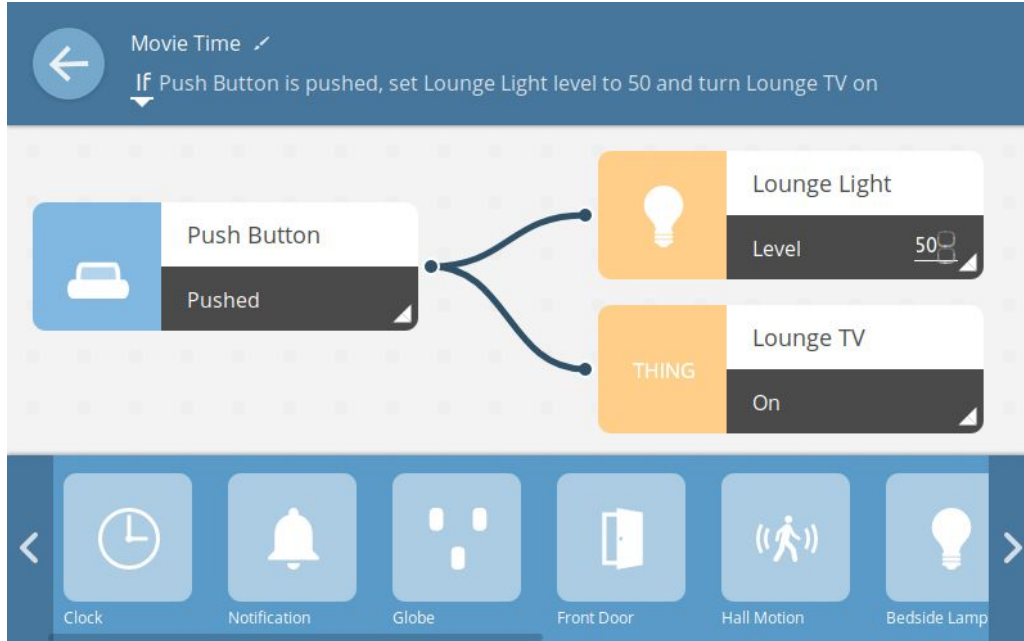 Movie Time
If Push Button is pushed, set Lounge Light level to 50 and turn Lounge TV on
Push Button
Pushed
Lounge Light
Level 50
THING
Lounge TV
On
Clock
Notification
Globe
Front Door
Hall Motion
Bedside Lamp